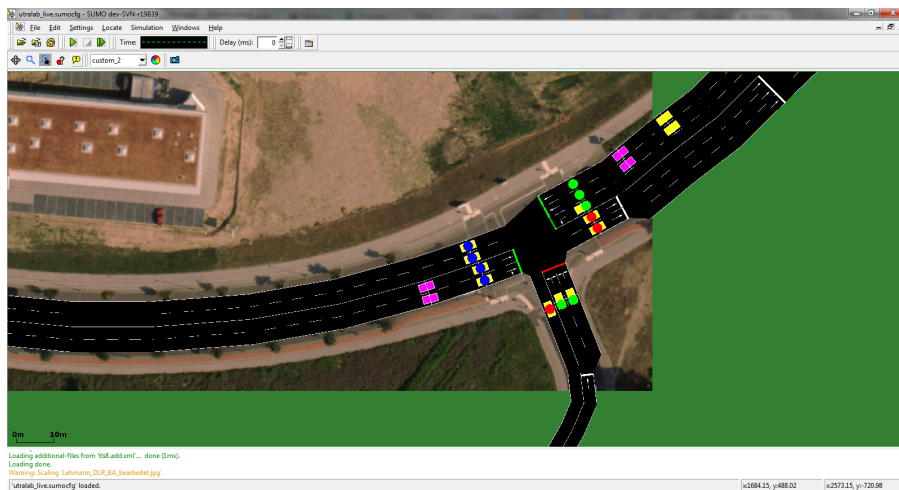 utralab_live.sumocfg - SUMO dev-SVN-r19839
File Edit Settings Locate Simulation Windows Help
Time: Delay (ms): 0
custom_2
0m 10m
Loading additional-files from 'tls8.add.xml'... done (1ms).
Loading done.
Warning: Scaling 'Lehmann_DLR_BA_bearbeitet.jpg'.
'utralab_live.sumocfg' loaded. x:1684.15, y:488.02 x:2573.15, y:-720.98